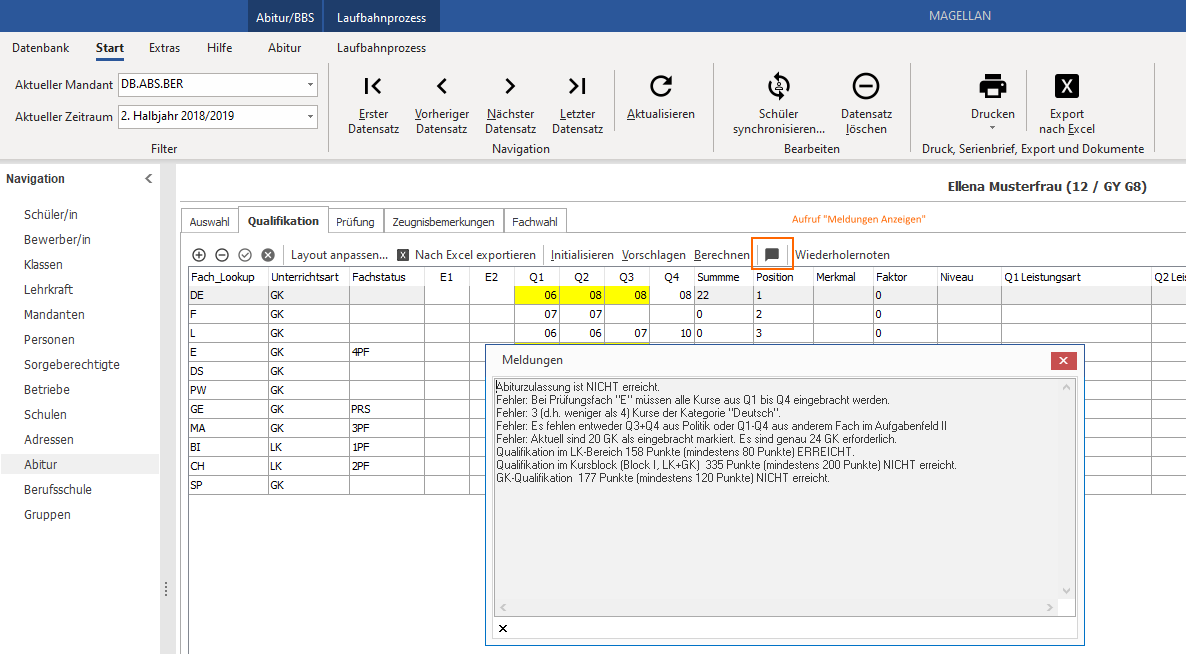 Abitur/BBS Laufbahnprozess MAGELLAN
Datenbank Start Extras Hilfe Abitur Laufbahnprozess
Aktueller Mandant DB.ABS.BER
Aktueller Zeitraum 2. Halbjahr 2018/2019
Filter
Erster Datensatz
Vorheriger Datensatz
Nächster Datensatz
Letzter Datensatz
Aktualisieren
Navigation
Schüler synchronisieren...
Datensatz löschen
Bearbeiten
Drucken
X
Export nach Excel
Druck, Serienbrief, Export und Dokumente
Navigation
Schüler/in
Bewerber/in
Klassen
Lehrkraft
Mandanten
Personen
Sorgeberechtigte
Betriebe
Schulen
Adressen
Abitur
Berufsschule
Gruppen
Ellena Musterfrau (12 / GY G8)
Auswahl Qualifikation Prüfung Zeugnisbemerkungen Fachwahl
Aufruf "Meldungen Anzeigen"
Layout anpassen... X Nach Excel exportieren Initialisieren Vorschlagen Berechnen Wiederholernoten
Fach_Lookup Unterrichtsart Fachstatus E1 E2 Q1 Q2 Q3 Q4 Summme Position Merkmal Faktor Niveau Q1 Leistungsart Q2 Leis
DE GK 06 08 08 08 22 1 0
F GK 07 07 0 2 0
L GK 06 06 07 10 0 3 0
E GK 4PF
DS GK
PW GK
GE GK PRS
MA GK 3PF
BI LK 1PF
CH LK 2PF
SP GK
Meldungen
Abiturzulassung ist NICHT erreicht.
Fehler: Bei Prüfungsfach "E" müssen alle Kurse aus Q1 bis Q4 eingebracht werden.
Fehler: 3 (d.h. weniger als 4) Kurse der Kategorie "Deutsch".
Fehler: Es fehlen entweder Q3+Q4 aus Politik oder Q1-Q4 aus anderem Fach im Aufgabenfeld II
Fehler: Aktuell sind 20 GK als eingebracht markiert. Es sind genau 24 GK erforderlich.
Qualifikation im LK-Bereich 158 Punkte (mindestens 80 Punkte) ERREICHT.
Qualifikation im Kursblock (Block I, LK+GK) 335 Punkte (mindestens 200 Punkte) NICHT erreicht.
GK-Qualifikation 177 Punkte (mindestens 120 Punkte) NICHT erreicht.